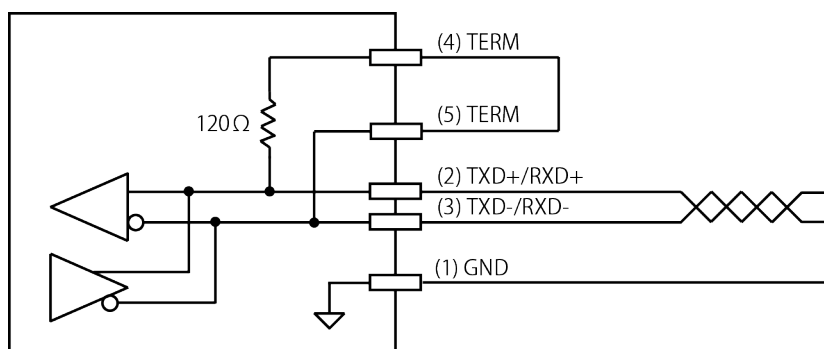 (4) TERM
120Ω
(5) TERM
(2) TXD+/RXD+
(3) TXD-/RXD-
(1) GND